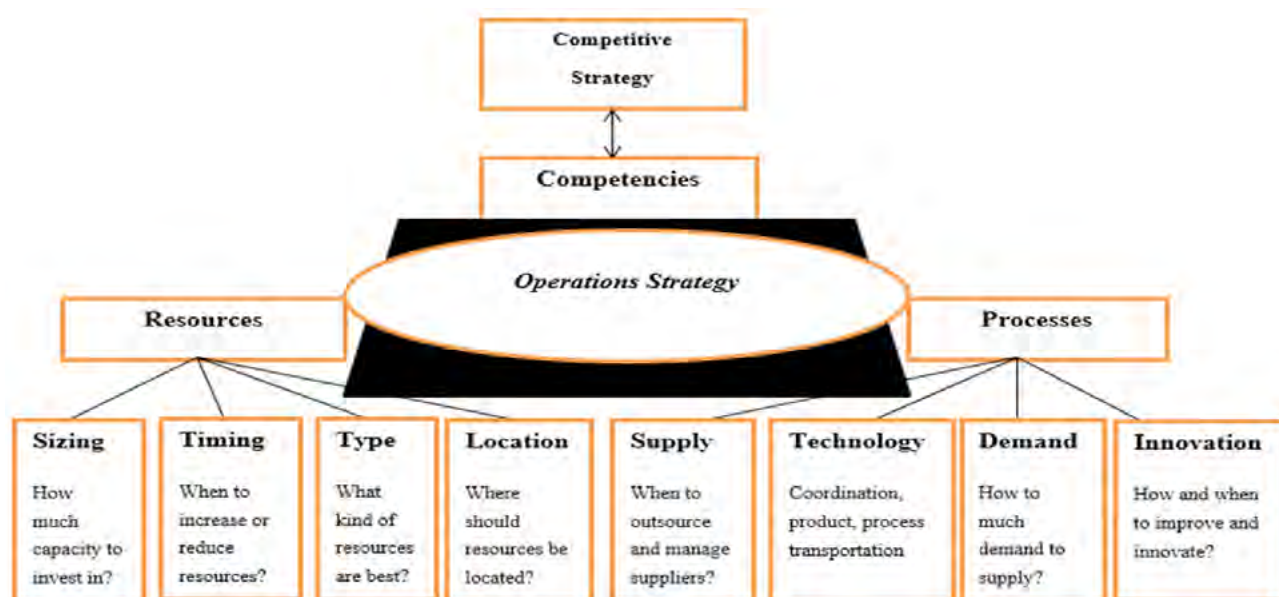 Competitive
Strategy
Competencies
Operations Strategy
Resources
Processes
Sizing
How
much
capacity to
invest in?
Timing
When to
increase or
reduce
resources?
Type
What
kind of
resources
are best?
Location
Where
should
resources be
located?
Supply
When to
outsource
and manage
suppliers?
Technology
Coordination,
product, process
transportation
Demand
How to
much
demand to
supply?
Innovation
How and when
to improve and
innovate?